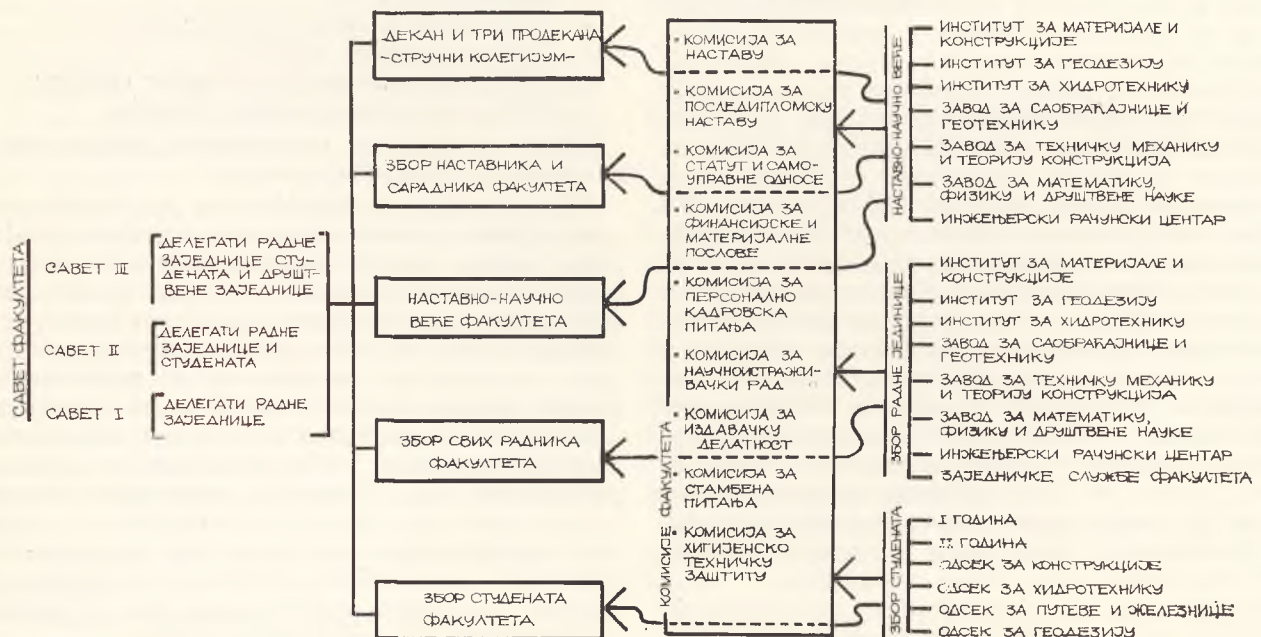 САВЕТ ФАКУЛТЕТА
САВЕТ III
ДЕЛЕГАТИ РАДНЕ
ЗАЈЕДНИЦЕ СТУ-
ДЕНАТА И ДРУШТ-
ВЕНЕ ЗАЈЕДНИЦЕ
САВЕТ II
ДЕЛЕГАТИ РАДНЕ
ЗАЈЕДНИЦЕ И
СТУДЕНАТА
САВЕТ I
ДЕЛЕГАТИ РАДНЕ
ЗАЈЕДНИЦЕ
ДЕКАН И ТРИ ПРОДЕКАНА
-СТРУЧНИ КОЛЕГИЈУМ-
ЗБОР НАСТАВНИКА И
САРАДНИКА ФАКУЛТЕТА
НАСТАВНО-НАУЧНО
ВЕЋЕ ФАКУЛТЕТА
ЗБОР СВИХ РАДНИКА
ФАКУЛТЕТА
ЗБОР СТУДЕНАТА
ФАКУЛТЕТА
КОМИСИЈЕ ФАКУЛТЕТА
• КОМИСИЈА ЗА
НАСТАВУ
• КОМИСИЈА ЗА
ПОСЛЕДИПЛОМСКУ
НАСТАВУ
• КОМИСИЈА ЗА
СТАТУТ И САМО-
УПРАВНЕ ОДНОСЕ
• КОМИСИЈА ЗА
ФИНАНСИЈСКЕ И
МАТЕРИЈАЛНЕ
ПОСЛОВЕ
• КОМИСИЈА ЗА
ПЕРСОНАЛНО
КАДРОВСКА
ПИТАЊА
• КОМИСИЈА ЗА
НАУЧНОИСТРАЖИ-
ВАЧКИ РАД
• КОМИСИЈА ЗА
ИЗДАВАЧКУ
ДЕЛАТНОСТ
• КОМИСИЈА ЗА
СТАМБЕНА
ПИТАЊА
• КОМИСИЈА ЗА
ХИГИЈЕНСКО
ТЕХНИЧКУ
ЗАШТИТУ
НАСТАВНО-НАУЧНО ВЕЋЕ
ИНСТИТУТ ЗА МАТЕРИЈАЛЕ И
КОНСТРУКЦИЈЕ
ИНСТИТУТ ЗА ГЕОДЕЗИЈУ
ИНСТИТУТ ЗА ХИДРОТЕХНИКУ
ЗАВОД ЗА САОБРАЋАЈНИЦЕ И
ГЕОТЕХНИКУ
ЗАВОД ЗА ТЕХНИЧКУ МЕХАНИКУ
И ТЕОРИЈУ КОНСТРУКЦИЈА
ЗАВОД ЗА МАТЕМАТИКУ,
ФИЗИКУ И ДРУШТВЕНЕ НАУКЕ
ИНЖЕЊЕРСКИ РАЧУНСКИ ЦЕНТАР
ЗБОР РАДНЕ ЈЕДИНИЦЕ
ИНСТИТУТ ЗА МАТЕРИЈАЛЕ И
КОНСТРУКЦИЈЕ
ИНСТИТУТ ЗА ГЕОДЕЗИЈУ
ИНСТИТУТ ЗА ХИДРОТЕХНИКУ
ЗАВОД ЗА САОБРАЋАЈНИЦЕ И
ГЕОТЕХНИКУ
ЗАВОД ЗА ТЕХНИЧКУ МЕХАНИКУ
И ТЕОРИЈУ КОНСТРУКЦИЈА
ЗАВОД ЗА МАТЕМАТИКУ,
ФИЗИКУ И ДРУШТВЕНЕ НАУКЕ
ИНЖЕЊЕРСКИ РАЧУНСКИ ЦЕНТАР
ЗАЈЕДНИЧКЕ СЛУЖБЕ ФАКУЛТЕТА
ЗБОР СТУДЕНАТА
I ГОДИНА
II ГОДИНА
ОДСЕК ЗА КОНСТРУКЦИЈЕ
ОДСЕК ЗА ХИДРОТЕХНИКУ
ОДСЕК ЗА ПУТЕВЕ И ЖЕЛЕЗНИЦЕ
ОДСЕК ЗА ГЕОДЕЗИЈУ